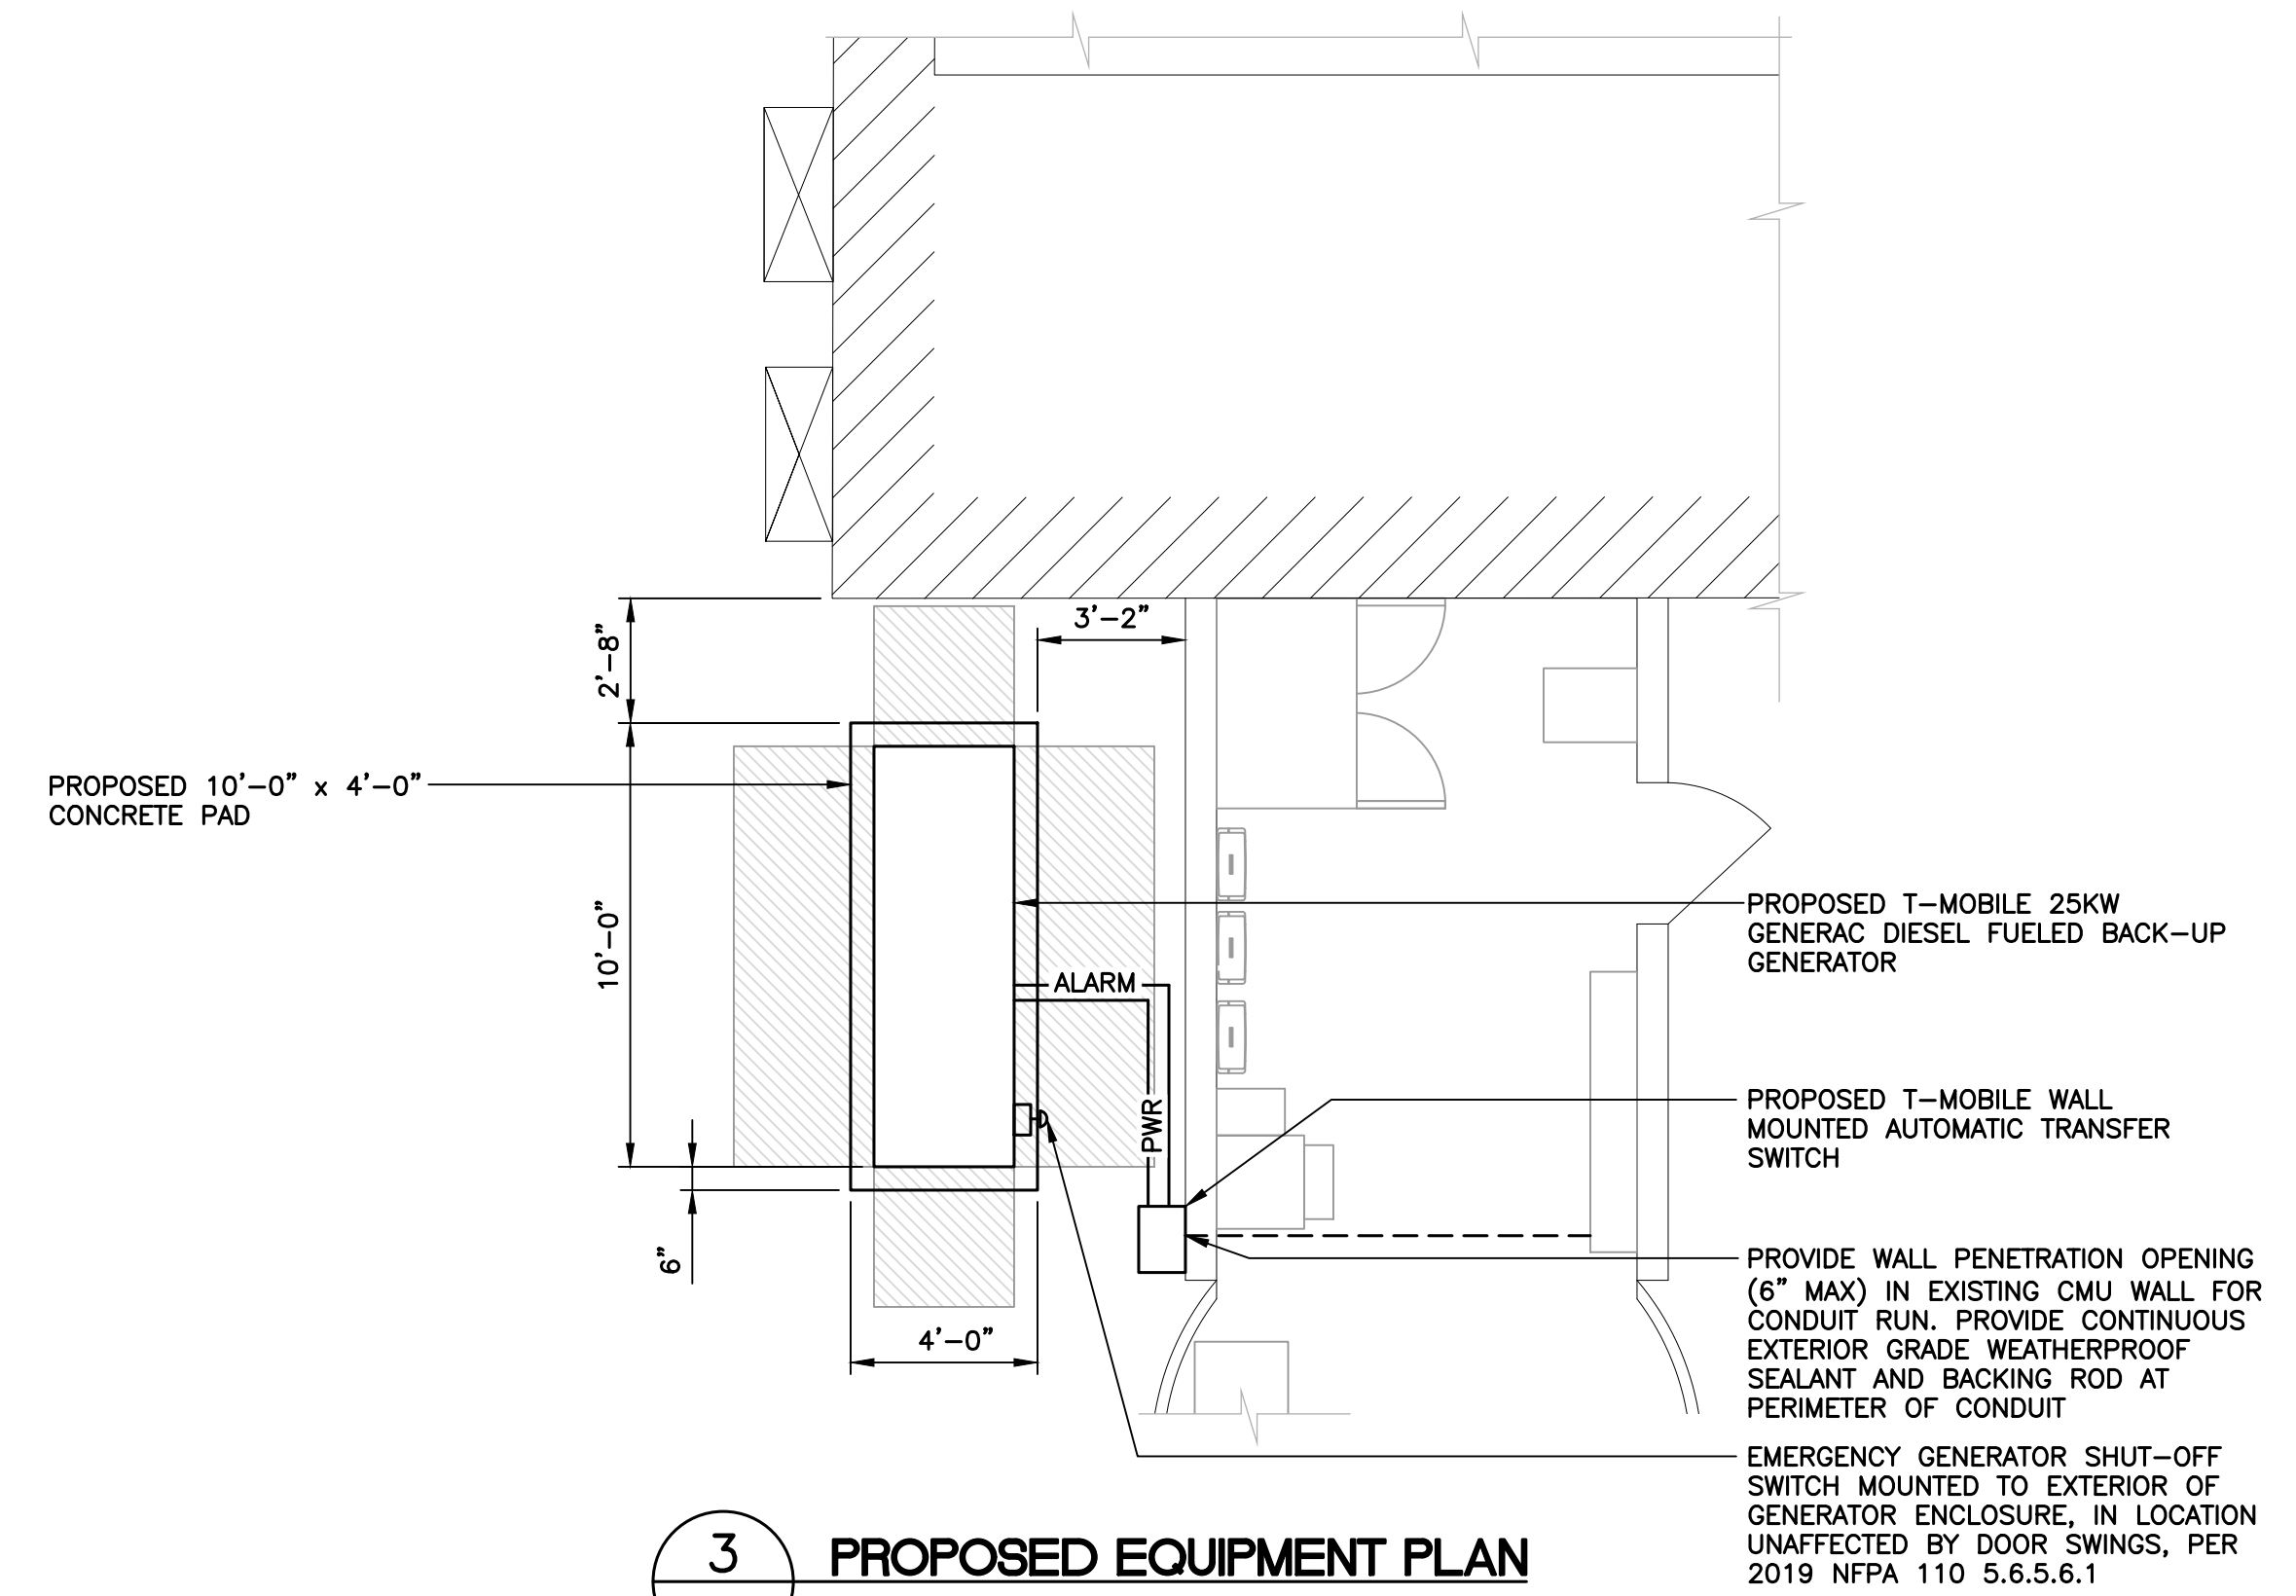 3'-2"
2'-8"
PROPOSED 10'-0" x 4'-0"
CONCRETE PAD
10'-0"
ALARM
PWR
6"
4'-0"
PROPOSED T-MOBILE 25KW
GENERAC DIESEL FUELED BACK-UP
GENERATOR
PROPOSED T-MOBILE WALL
MOUNTED AUTOMATIC TRANSFER
SWITCH
PROVIDE WALL PENETRATION OPENING
(6" MAX) IN EXISTING CMU WALL FOR
CONDUIT RUN. PROVIDE CONTINUOUS
EXTERIOR GRADE WEATHERPROOF
SEALANT AND BACKING ROD AT
PERIMETER OF CONDUIT
EMERGENCY GENERATOR SHUT-OFF
SWITCH MOUNTED TO EXTERIOR OF
GENERATOR ENCLOSURE, IN LOCATION
UNAFFECTED BY DOOR SWINGS, PER
2019 NFPA 110 5.6.5.6.1
3
PROPOSED EQUIPMENT PLAN